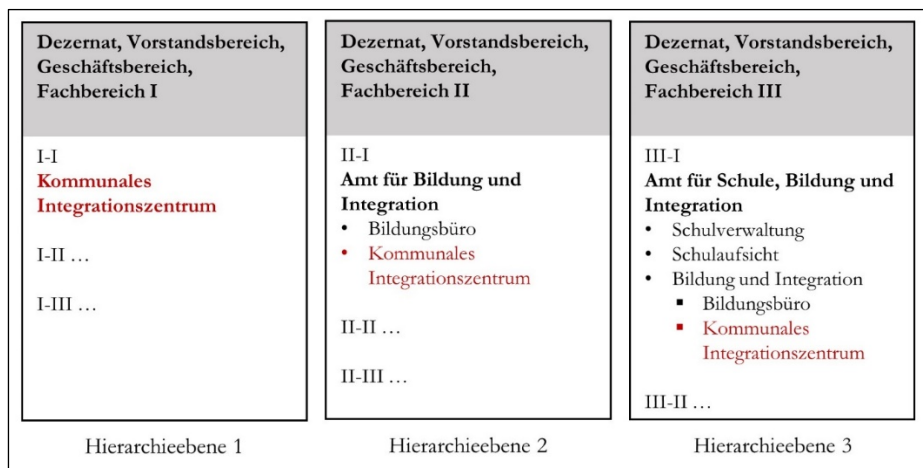 Dezernat, Vorstandsbereich,
Geschäftsbereich,
Fachbereich I
I-I
Kommunales
Integrationszentrum
I-II …
I-III …
Hierarchieebene 1
Dezernat, Vorstandsbereich,
Geschäftsbereich,
Fachbereich II
II-I
Amt für Bildung und
Integration
• Bildungsbüro
• Kommunales
Integrationszentrum
II-II …
II-III …
Hierarchieebene 2
Dezernat, Vorstandsbereich,
Geschäftsbereich,
Fachbereich III
III-I
Amt für Schule, Bildung und
Integration
• Schulverwaltung
• Schulaufsicht
• Bildung und Integration
▪ Bildungsbüro
▪ Kommunales
Integrationszentrum
III-II …
Hierarchieebene 3